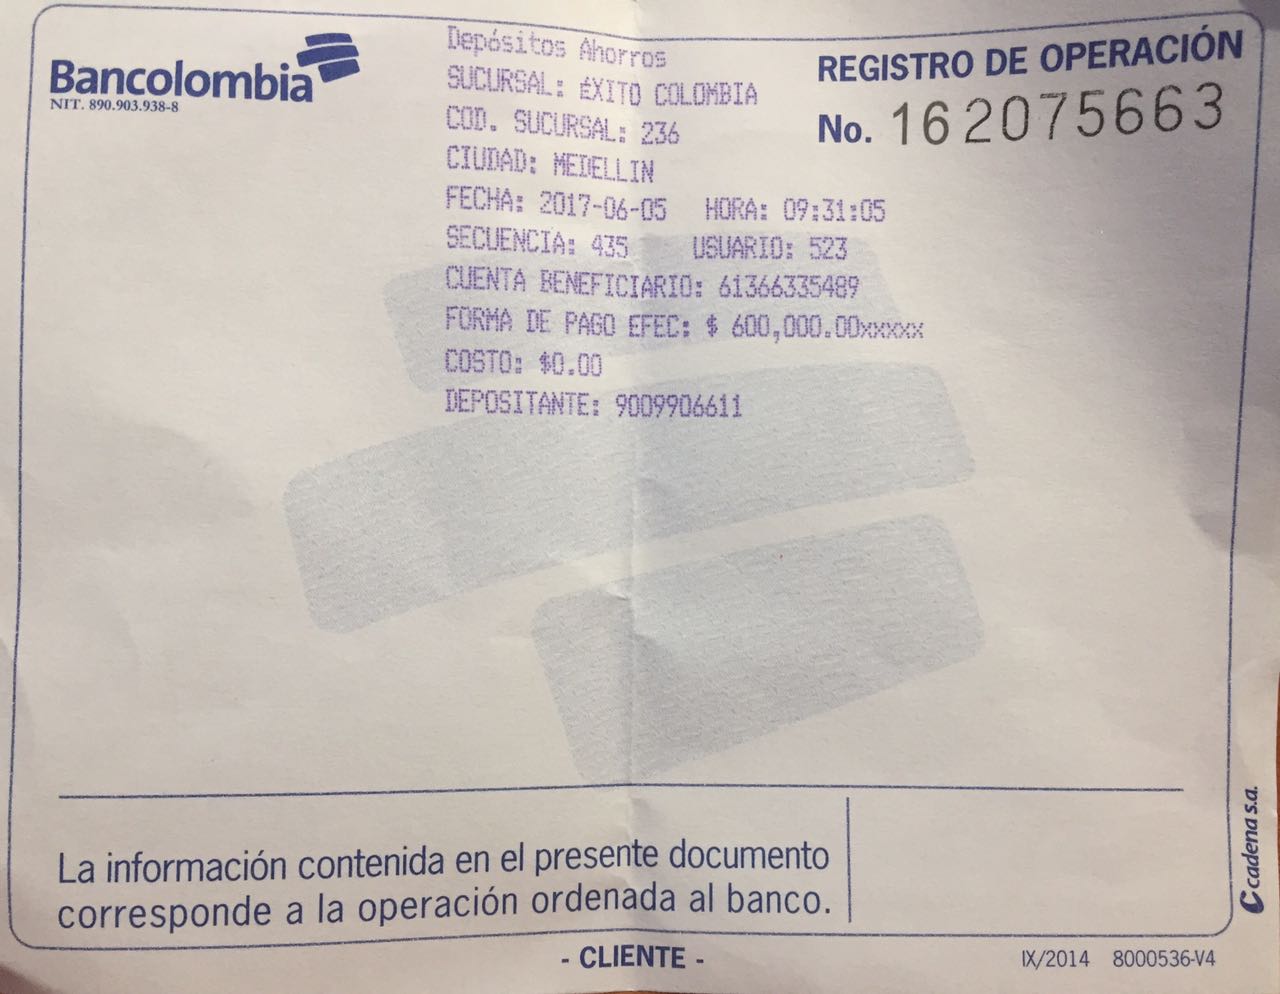 Bancolombia
NIT. 890.903.938-8
Depósitos Ahorros
SUCURSAL: ÉXITO COLOMBIA
COD. SUCURSAL: 236
CIUDAD: MEDELLIN
FECHA: 2017-06-05 HORA: 09:31:05
SECUENCIA: 435 USUARIO: 523
CUENTA BENEFICIARIO: 61366335489
FORMA DE PAGO EFEC: $ 600,000.00xxxxx
COSTO: $0.00
DEPOSITANTE: 9009906611
REGISTRO DE OPERACIÓN
No. 162075663
La información contenida en el presente documento
corresponde a la operación ordenada al banco.
- CLIENTE -
IX/2014 8000536-V4
cadena s.a.